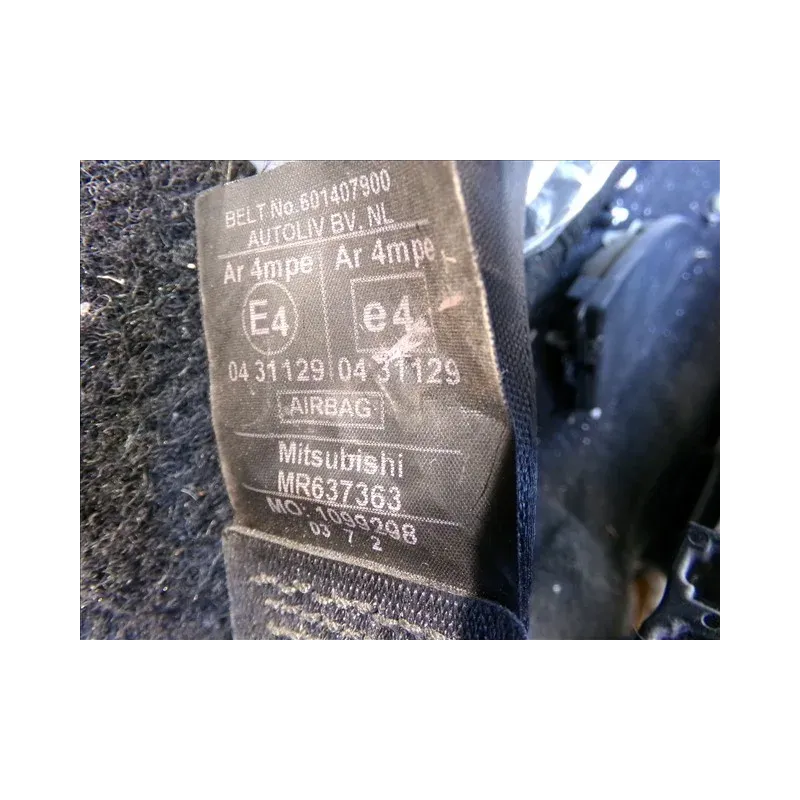 BELT No.601407900
AUTOLIV BV. NL
Ar 4mpe Ar 4mpe
E4 e4
04 31129 04 31129
AIRBAG
Mitsubishi
MR637363
MO: 1099298
03 7 2